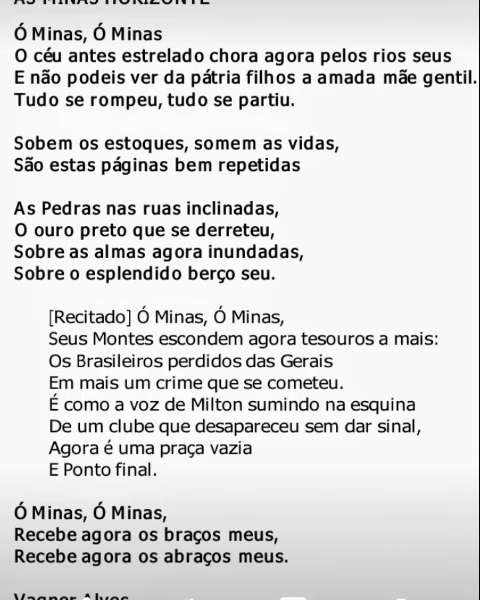 AS MINAS HORIZONTE
Ó Minas, Ó Minas
O céu antes estrelado chora agora pelos rios seus
E não podeis ver da pátria filhos a amada mãe gentil.
Tudo se rompeu, tudo se partiu.
Sobem os estoques, somem as vidas,
São estas páginas bem repetidas
As Pedras nas ruas inclinadas,
O ouro preto que se derreteu,
Sobre as almas agora inundadas,
Sobre o esplendido berço seu.
[Recitado] Ó Minas, Ó Minas,
Seus Montes escondem agora tesouros a mais:
Os Brasileiros perdidos das Gerais
Em mais um crime que se cometeu.
É como a voz de Milton sumindo na esquina
De um clube que desapareceu sem dar sinal,
Agora é uma praça vazia
E Ponto final.
Ó Minas, Ó Minas,
Recebe agora os braços meus,
Recebe agora os abraços meus.
Vagner Alves